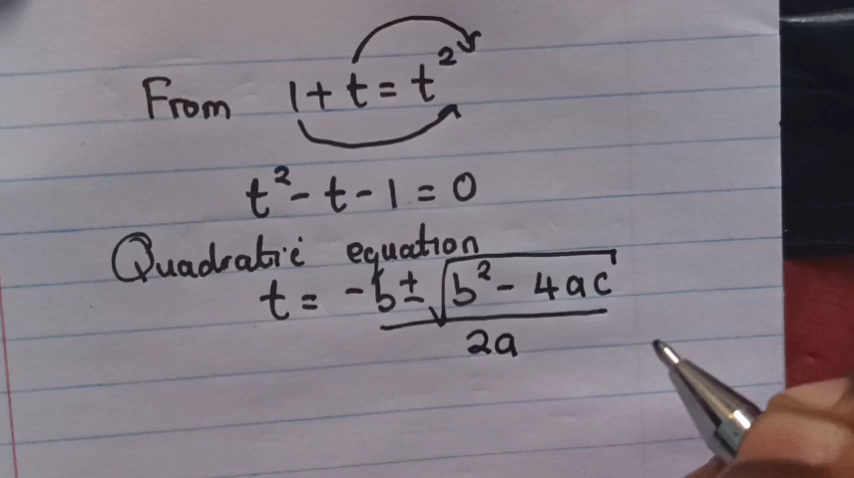 From 1 + t = t²
t² - t - 1 = 0
Quadratic equation
t = -b ± √b² - 4ac
2a